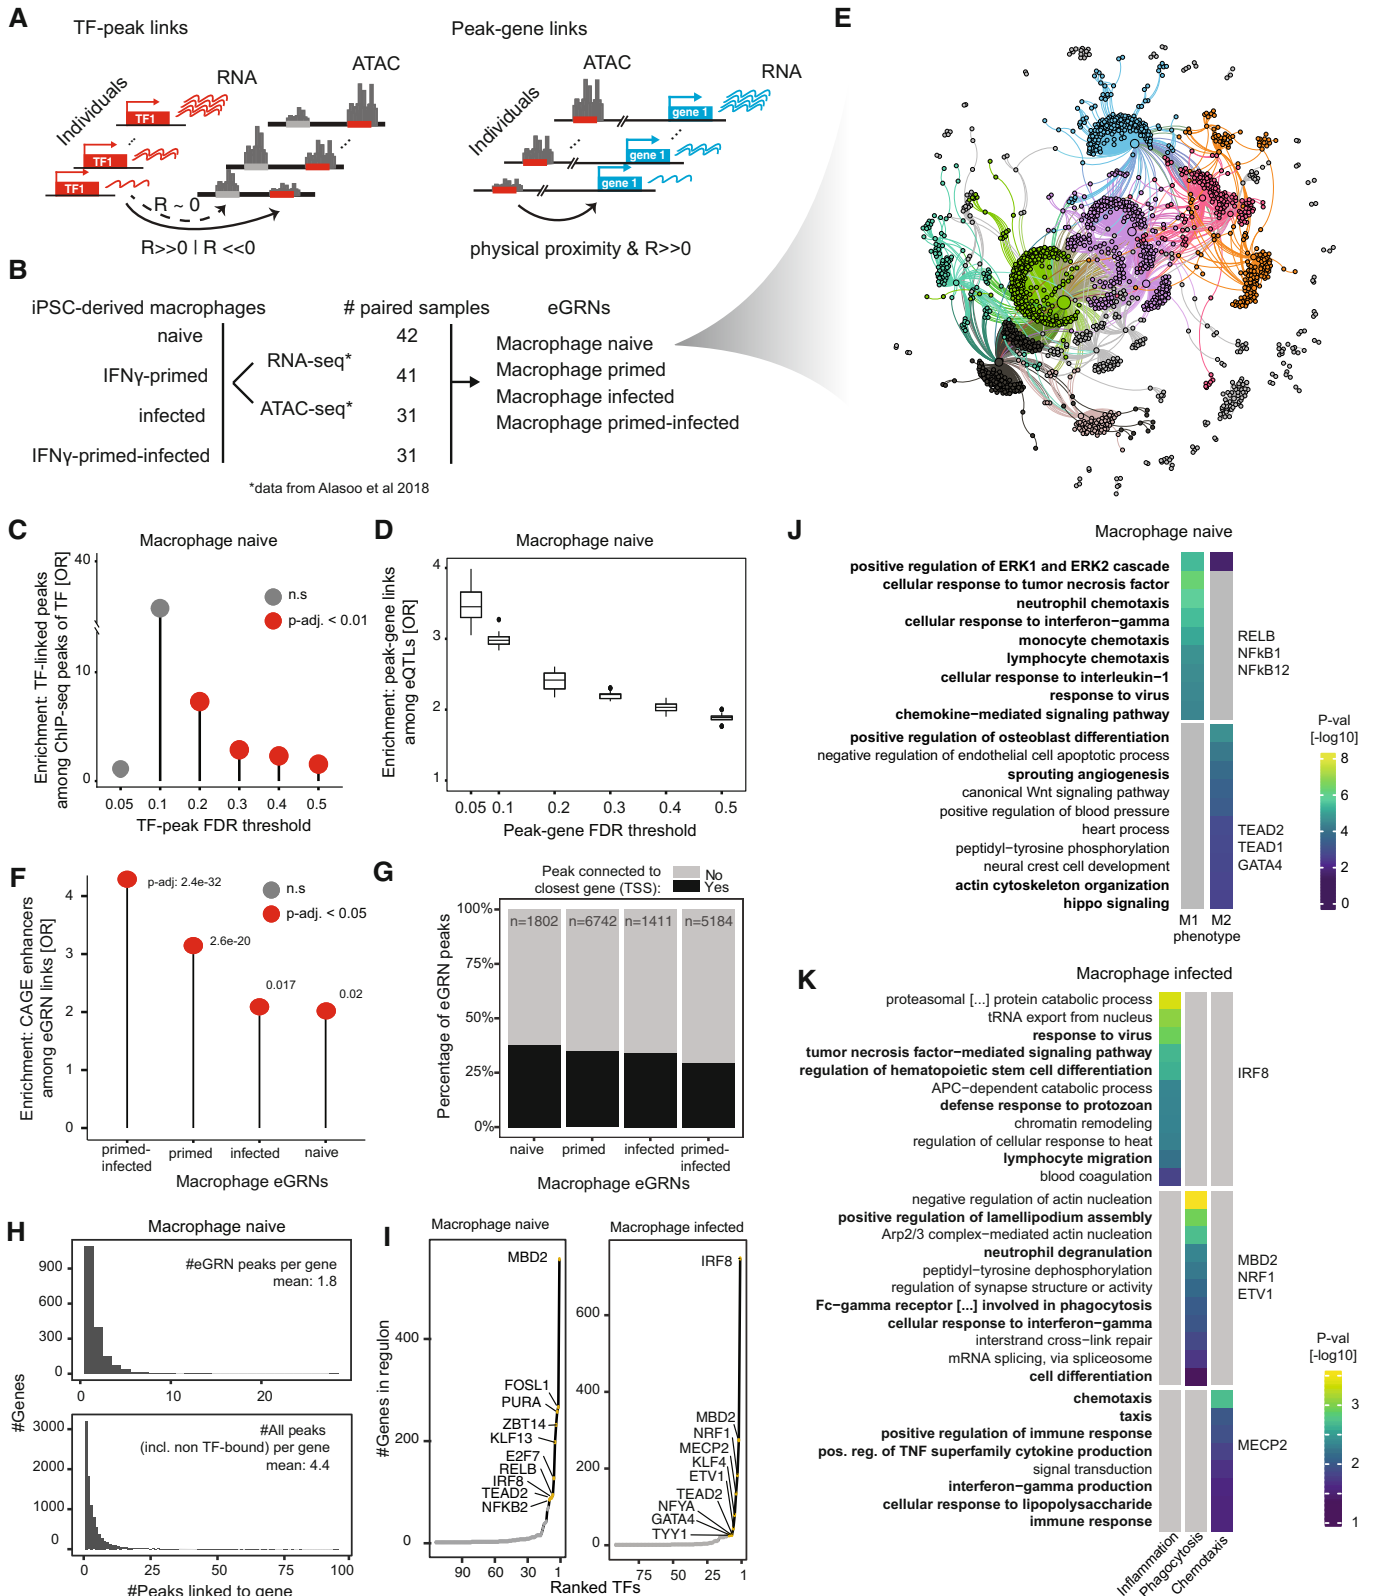 A
TF-peak links
Individuals
RNA
ATAC
TF1
TF1
TF1
R ~ 0
R>>0 | R <<0
Peak-gene links
Individuals
ATAC
RNA
gene 1
gene 1
gene 1
physical proximity & R>>0
B
iPSC-derived macrophages
# paired samples
eGRNs
naive
IFNγ-primed
infected
IFNγ-primed-infected
RNA-seq*
ATAC-seq*
42
41
31
31
Macrophage naive
Macrophage primed
Macrophage infected
Macrophage primed-infected
*data from Alasoo et al 2018
E
C
Macrophage naive
Enrichment: TF-linked peaks
among ChIP-seq peaks of TF [OR]
40
10
0
n.s
p-adj. < 0.01
0.05 0.1 0.2 0.3 0.4 0.5
TF-peak FDR threshold
D
Macrophage naive
Enrichment: peak-gene links
among eQTLs [OR]
4
3
2
1
0.05 0.1 0.2 0.3 0.4 0.5
Peak-gene FDR threshold
F
Enrichment: CAGE enhancers
among eGRN links [OR]
4
3
2
1
0
p-adj: 2.4e-32
2.6e-20
0.017
0.02
n.s
p-adj. < 0.05
primed-
infected
primed
infected
naive
Macrophage eGRNs
G
Peak connected to
closest gene (TSS):
No
Yes
Percentage of eGRN peaks
100%
75%
50%
25%
0%
n=1802 n=6742 n=1411 n=5184
naive
primed
infected
primed-
infected
Macrophage eGRNs
H
Macrophage naive
#Genes
900
600
300
0
#eGRN peaks per gene
mean: 1.8
0 10 20
3000
2000
1000
0
#All peaks
(incl. non TF-bound) per gene
mean: 4.4
0 25 50 75 100
#Peaks linked to gene
I
Macrophage naive
#Genes in regulon
400
200
0
MBD2
FOSL1
PURA
ZBT14
KLF13
E2F7
RELB
IRF8
TEAD2
NFKB2
90 60 30 1
Macrophage infected
600
400
200
0
IRF8
MBD2
NRF1
MECP2
KLF4
ETV1
TEAD2
NFYA
GATA4
TYY1
75 50 25 1
Ranked TFs
J
Macrophage naive
positive regulation of ERK1 and ERK2 cascade
cellular response to tumor necrosis factor
neutrophil chemotaxis
cellular response to interferon−gamma
monocyte chemotaxis
lymphocyte chemotaxis
cellular response to interleukin−1
response to virus
chemokine−mediated signaling pathway
RELB
NFkB1
NFkB12
positive regulation of osteoblast differentiation
negative regulation of endothelial cell apoptotic process
sprouting angiogenesis
canonical Wnt signaling pathway
positive regulation of blood pressure
heart process
peptidyl−tyrosine phosphorylation
neural crest cell development
actin cytoskeleton organization
hippo signaling
TEAD2
TEAD1
GATA4
M1 M2
phenotype
P-val
[-log10]
8
6
4
2
0
K
Macrophage infected
proteasomal [...] protein catabolic process
tRNA export from nucleus
response to virus
tumor necrosis factor−mediated signaling pathway
regulation of hematopoietic stem cell differentiation
APC−dependent catabolic process
defense response to protozoan
chromatin remodeling
regulation of cellular response to heat
lymphocyte migration
blood coagulation
IRF8
negative regulation of actin nucleation
positive regulation of lamellipodium assembly
Arp2/3 complex−mediated actin nucleation
neutrophil degranulation
peptidyl−tyrosine dephosphorylation
regulation of synapse structure or activity
Fc−gamma receptor [...] involved in phagocytosis
cellular response to interferon−gamma
interstrand cross−link repair
mRNA splicing, via spliceosome
cell differentiation
MBD2
NRF1
ETV1
chemotaxis
taxis
positive regulation of immune response
pos. reg. of TNF superfamily cytokine production
signal transduction
interferon−gamma production
cellular response to lipopolysaccharide
immune response
MECP2
Inflammation
Phagocytosis
Chemotaxis
P-val
[-log10]
3
2
1